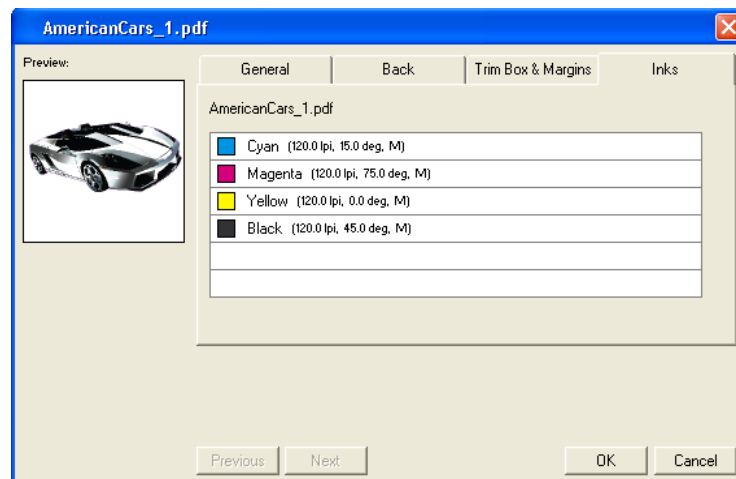 AmericanCars_1.pdf
Preview:
General Back Trim Box & Margins Inks
AmericanCars_1.pdf
Cyan (120.0 lpi, 15.0 deg, M)
Magenta (120.0 lpi, 75.0 deg, M)
Yellow (120.0 lpi, 0.0 deg, M)
Black (120.0 lpi, 45.0 deg, M)
Previous Next OK Cancel